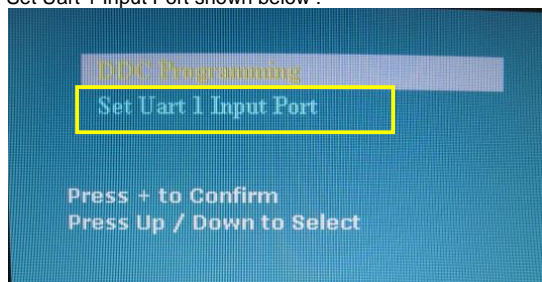 Set Uart 1 Input Port shown below :
DDC Programming
Set Uart 1 Input Port
Press + to Confirm
Press Up / Down to Select